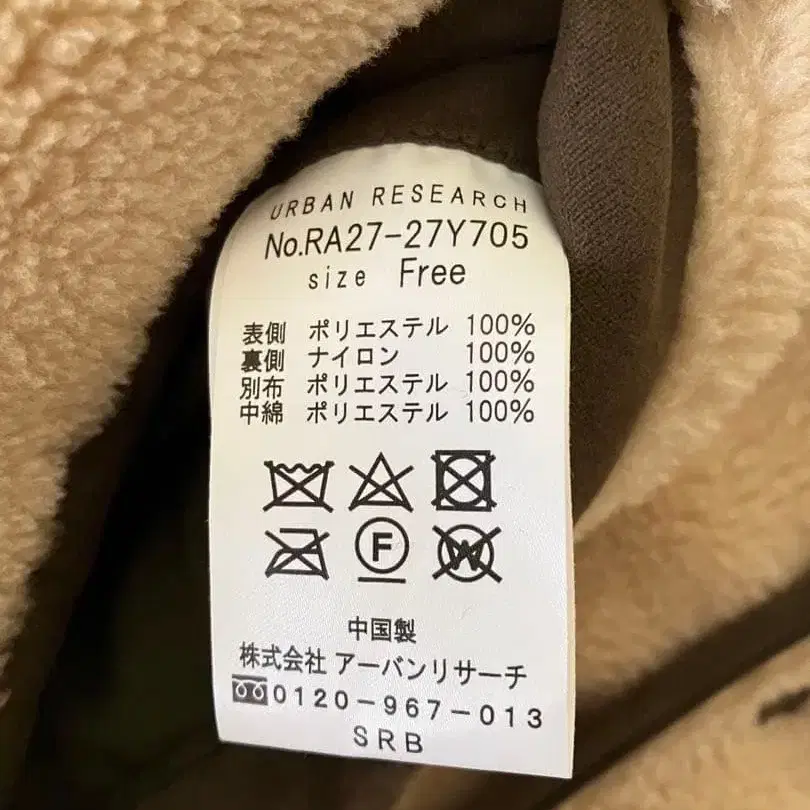 URBAN RESEARCH
No.RA27-27Y705
size Free
表側 ポリエステル 100%
裏側 ナイロン 100%
別布 ポリエステル 100%
中綿 ポリエステル 100%
F
W
中国製
株式会社 アーバンリサーチ
0120-967-013
SRB